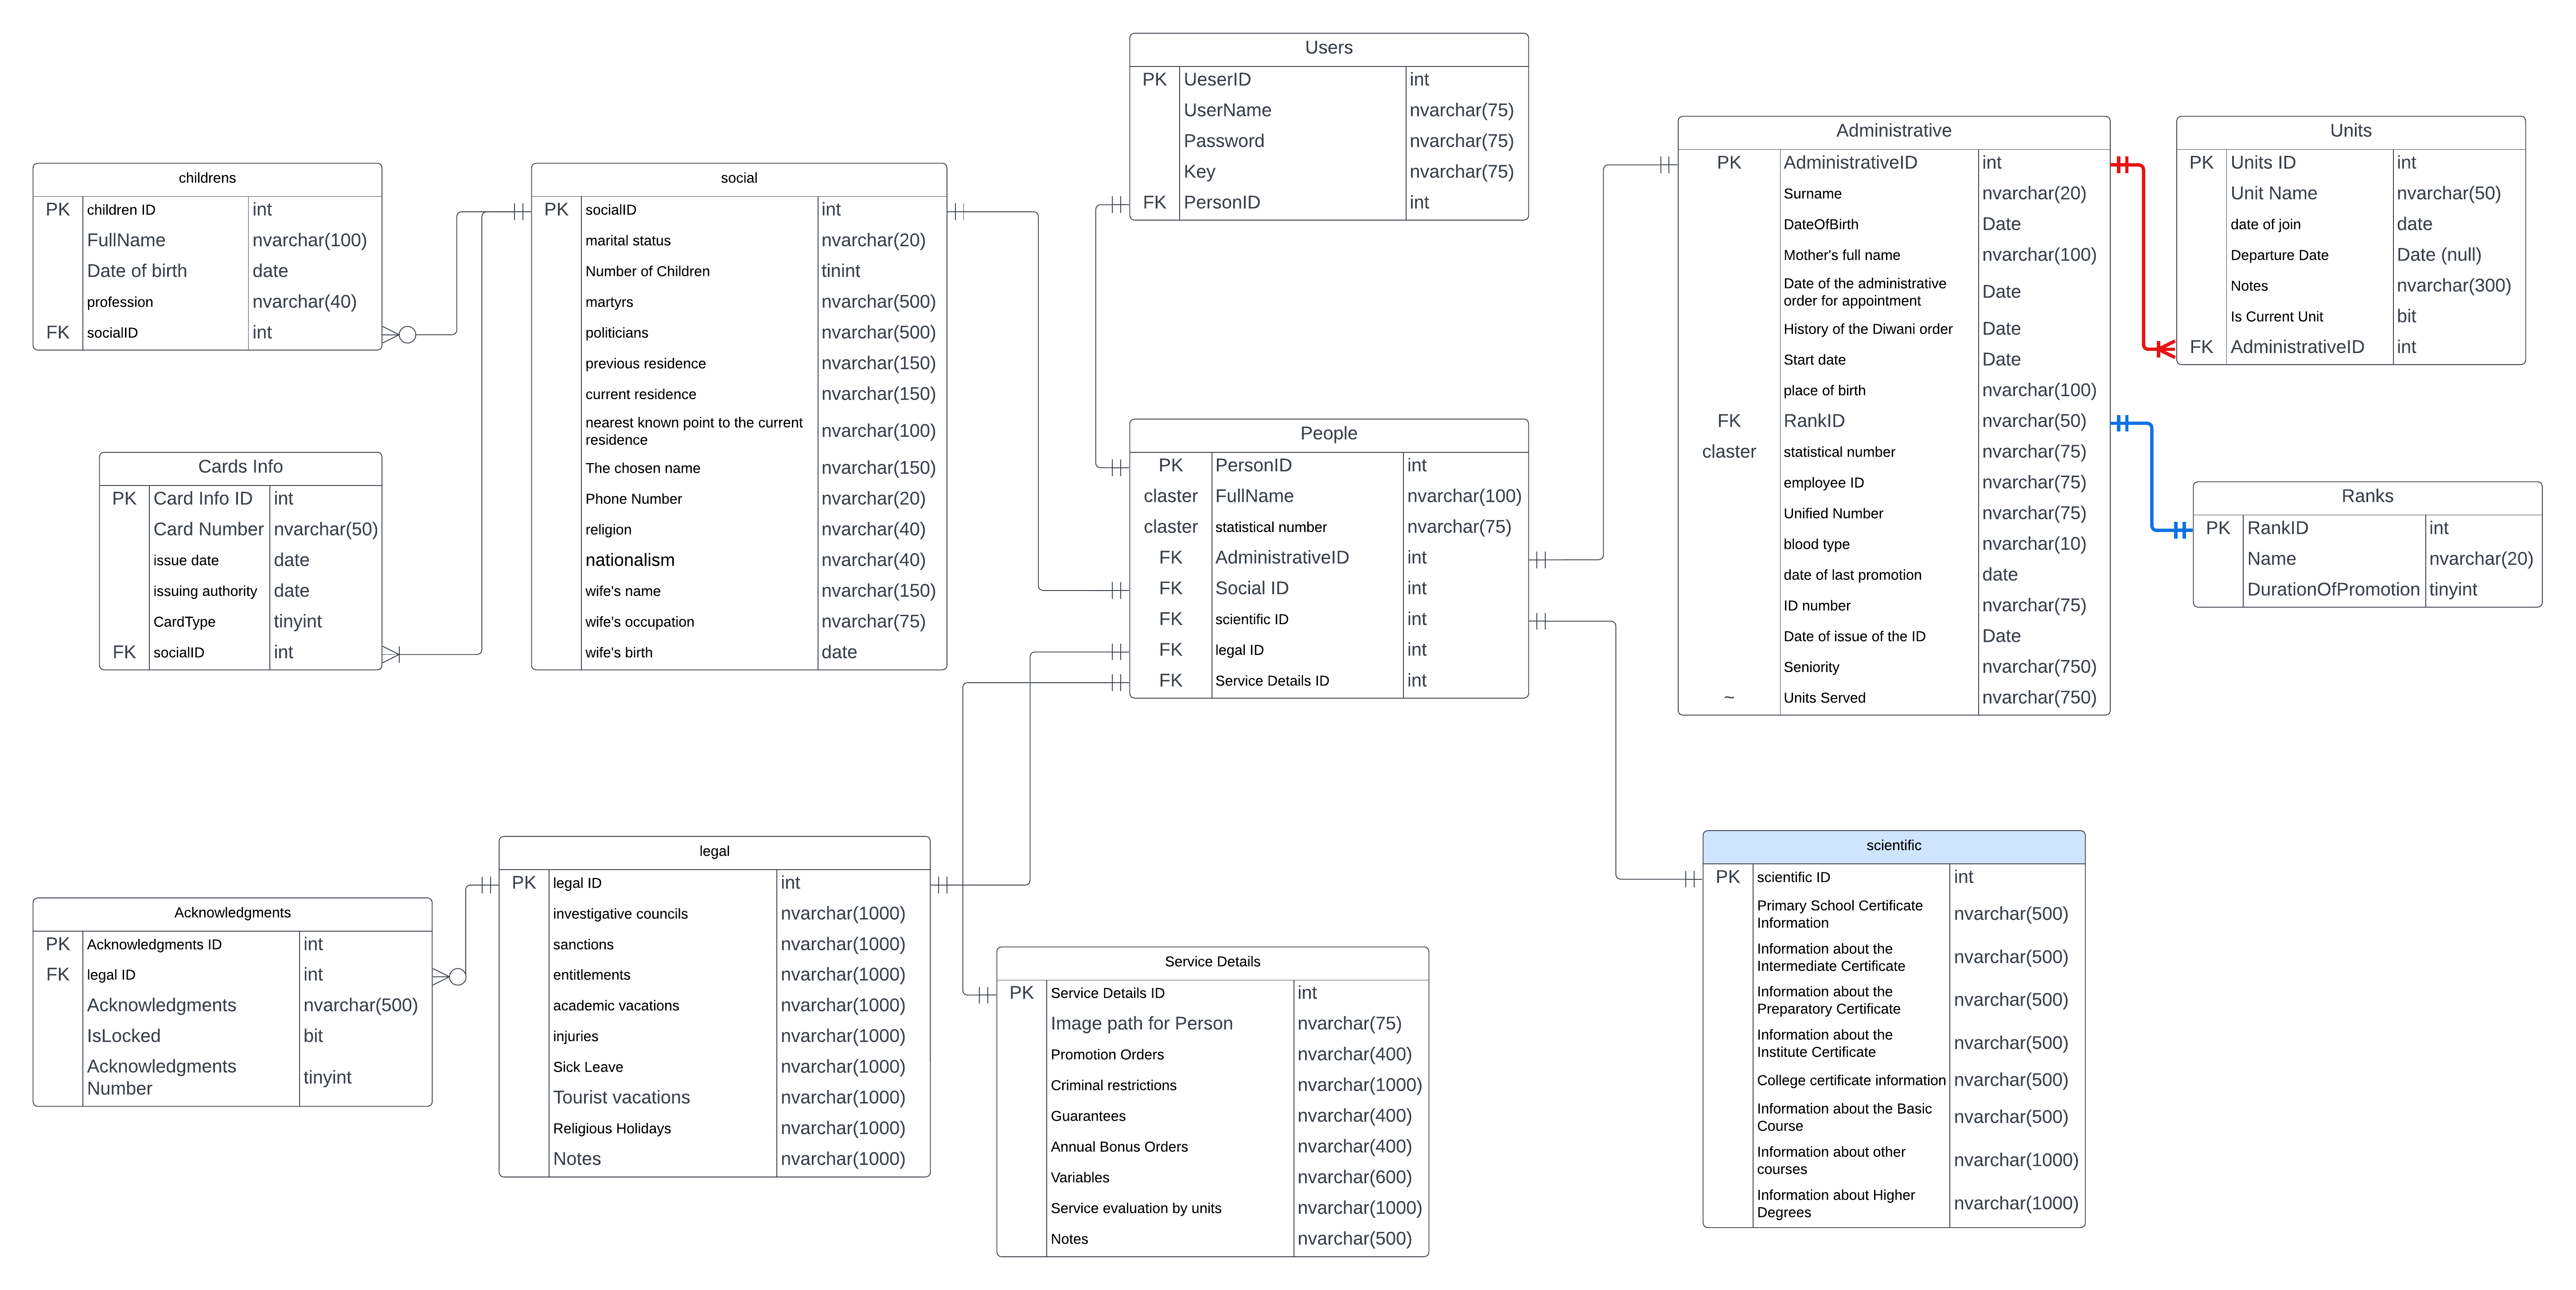 Users
PK UeserID int
UserName nvarchar(75)
Password nvarchar(75)
Key nvarchar(75)
FK PersonID int
childrens
PK children ID int
FullName nvarchar(100)
Date of birth date
profession nvarchar(40)
FK socialID int
social
PK socialID int
marital status nvarchar(20)
Number of Children tinint
martyrs nvarchar(500)
politicians nvarchar(500)
previous residence nvarchar(150)
current residence nvarchar(150)
nearest known point to the current
residence nvarchar(100)
The chosen name nvarchar(150)
Phone Number nvarchar(20)
religion nvarchar(40)
nationalism nvarchar(40)
wife's name nvarchar(150)
wife's occupation nvarchar(75)
wife's birth date
Cards Info
PK Card Info ID int
Card Number nvarchar(50)
issue date date
issuing authority date
CardType tinyint
FK socialID int
People
PK PersonID int
claster FullName nvarchar(100)
claster statistical number nvarchar(75)
FK AdministrativeID int
FK Social ID int
FK scientific ID int
FK legal ID int
FK Service Details ID int
Administrative
PK AdministrativeID int
Surname nvarchar(20)
DateOfBirth Date
Mother's full name nvarchar(100)
Date of the administrative
order for appointment Date
History of the Diwani order Date
Start date Date
place of birth nvarchar(100)
FK RankID nvarchar(50)
claster statistical number nvarchar(75)
employee ID nvarchar(75)
Unified Number nvarchar(75)
blood type nvarchar(10)
date of last promotion date
ID number nvarchar(75)
Date of issue of the ID Date
Seniority nvarchar(750)
~ Units Served nvarchar(750)
Units
PK Units ID int
Unit Name nvarchar(50)
date of join date
Departure Date Date (null)
Notes nvarchar(300)
Is Current Unit bit
FK AdministrativeID int
Ranks
PK RankID int
Name nvarchar(20)
DurationOfPromotion tinyint
legal
PK legal ID int
investigative councils nvarchar(1000)
sanctions nvarchar(1000)
entitlements nvarchar(1000)
academic vacations nvarchar(1000)
injuries nvarchar(1000)
Sick Leave nvarchar(1000)
Tourist vacations nvarchar(1000)
Religious Holidays nvarchar(1000)
Notes nvarchar(1000)
Acknowledgments
PK Acknowledgments ID int
FK legal ID int
Acknowledgments nvarchar(500)
IsLocked bit
Acknowledgments
Number tinyint
Service Details
PK Service Details ID int
Image path for Person nvarchar(75)
Promotion Orders nvarchar(400)
Criminal restrictions nvarchar(1000)
Guarantees nvarchar(400)
Annual Bonus Orders nvarchar(400)
Variables nvarchar(600)
Service evaluation by units nvarchar(1000)
Notes nvarchar(500)
scientific
PK scientific ID int
Primary School Certificate
Information nvarchar(500)
Information about the
Intermediate Certificate nvarchar(500)
Information about the
Preparatory Certificate nvarchar(500)
Information about the
Institute Certificate nvarchar(500)
College certificate information nvarchar(500)
Information about the Basic
Course nvarchar(500)
Information about other
courses nvarchar(1000)
Information about Higher
Degrees nvarchar(1000)